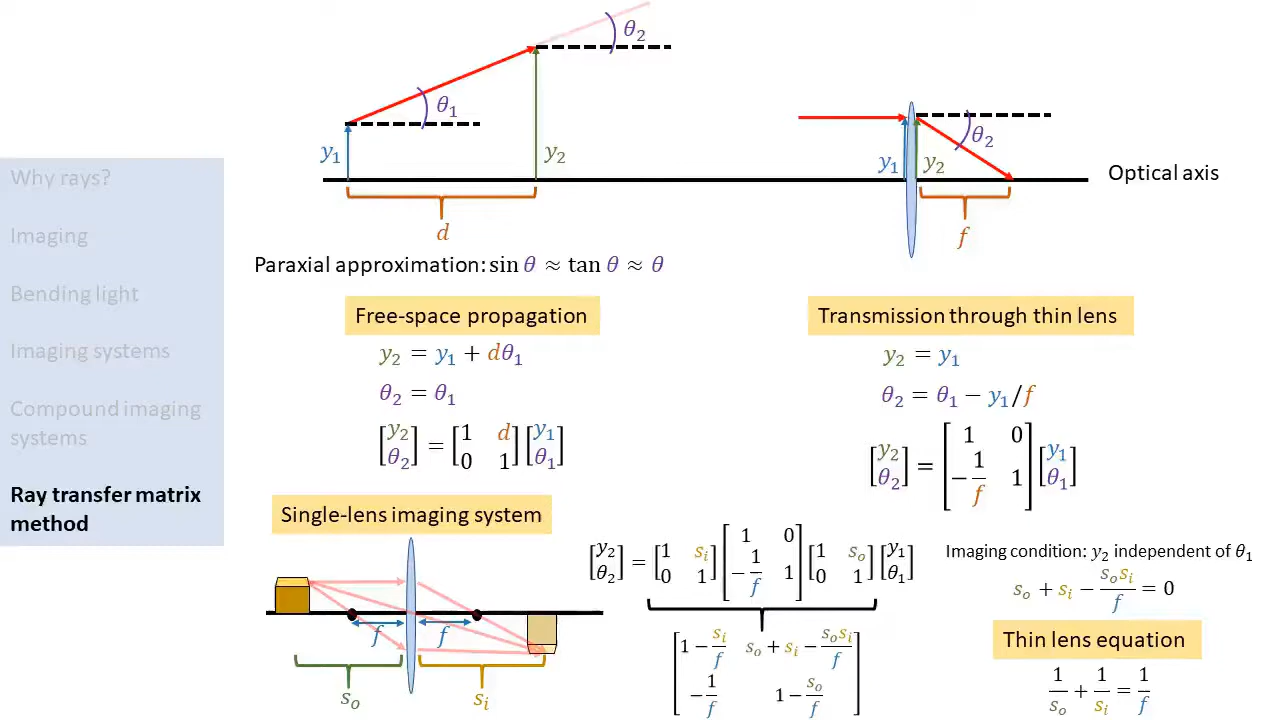 Why rays?
Imaging
Bending light
Imaging systems
Compound imaging
systems
Ray transfer matrix
method
θ₂
θ₁
y₁
y₂
d
θ₂
y₁
y₂
f
Optical axis
Paraxial approximation: sin θ ≈ tan θ ≈ θ
Free-space propagation
y₂ = y₁ + dθ₁
θ₂ = θ₁
[y₂ θ₂] = [1 d 0 1] [y₁ θ₁]
Transmission through thin lens
y₂ = y₁
θ₂ = θ₁ − y₁/f
[y₂ θ₂] = [1 0 −1/f 1] [y₁ θ₁]
Single-lens imaging system
f
f
sₒ
sᵢ
[y₂ θ₂] = [1 sᵢ 0 1] [1 0 −1/f 1] [1 sₒ 0 1] [y₁ θ₁]
[1 − sᵢ/f sₒ + sᵢ − sₒsᵢ/f −1/f 1 − sₒ/f]
Imaging condition: y₂ independent of θ₁
sₒ + sᵢ − sₒsᵢ/f = 0
Thin lens equation
1/sₒ + 1/sᵢ = 1/f